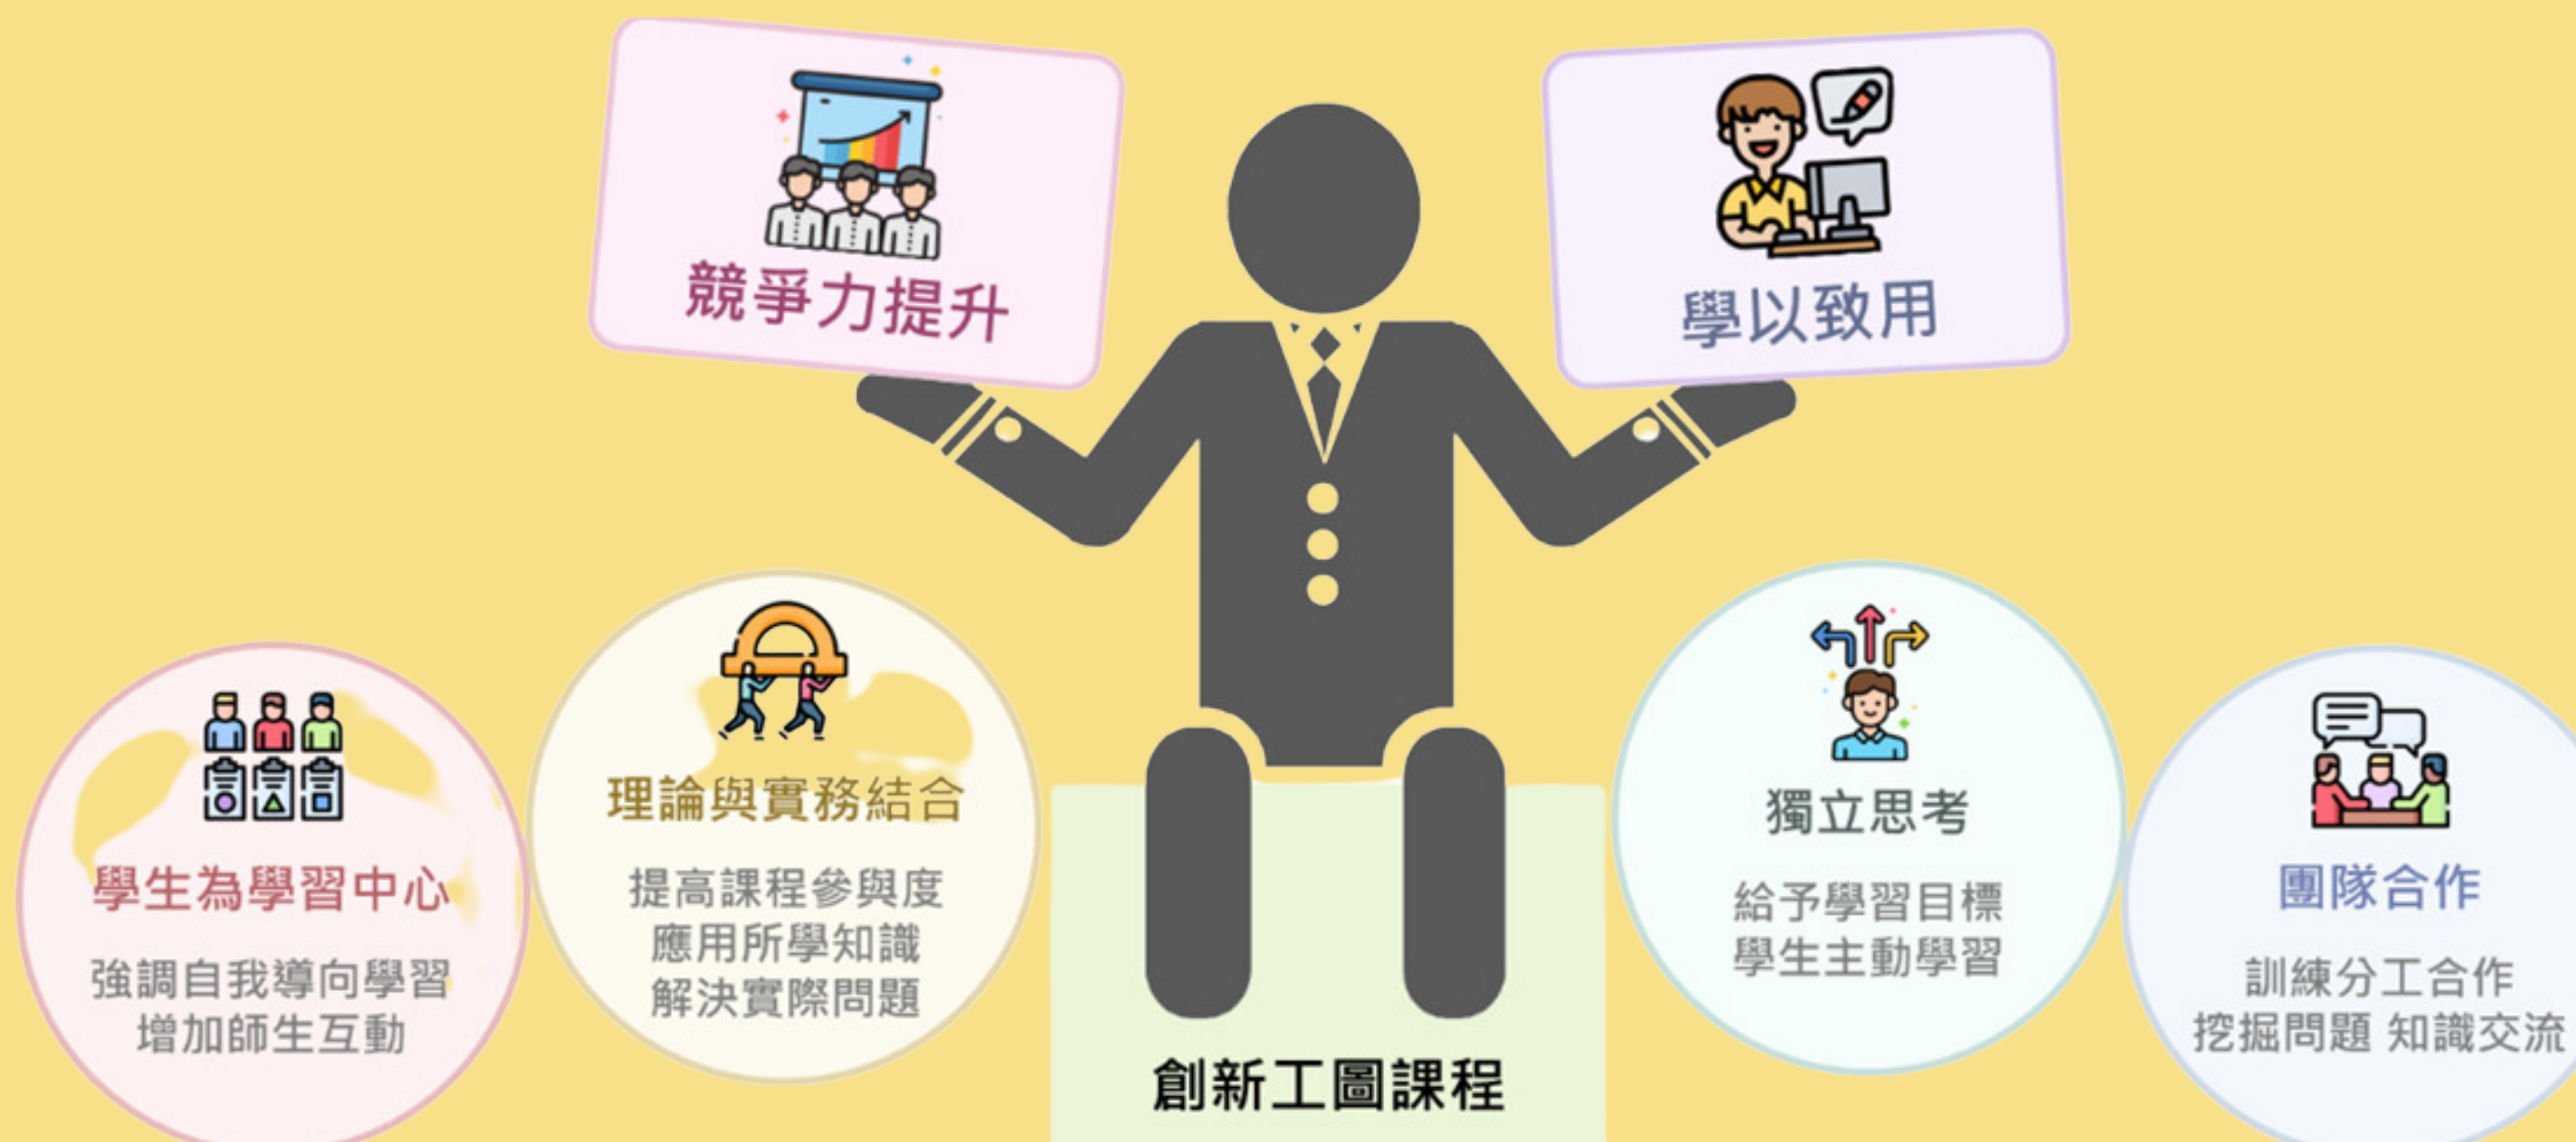 競爭力提升
學以致用
學生為學習中心
強調自我導向學習
增加師生互動
理論與實務結合
提高課程參與度
應用所學知識
解決實際問題
創新工圖課程
獨立思考
給予學習目標
學生主動學習
團隊合作
訓練分工合作
挖掘問題 知識交流